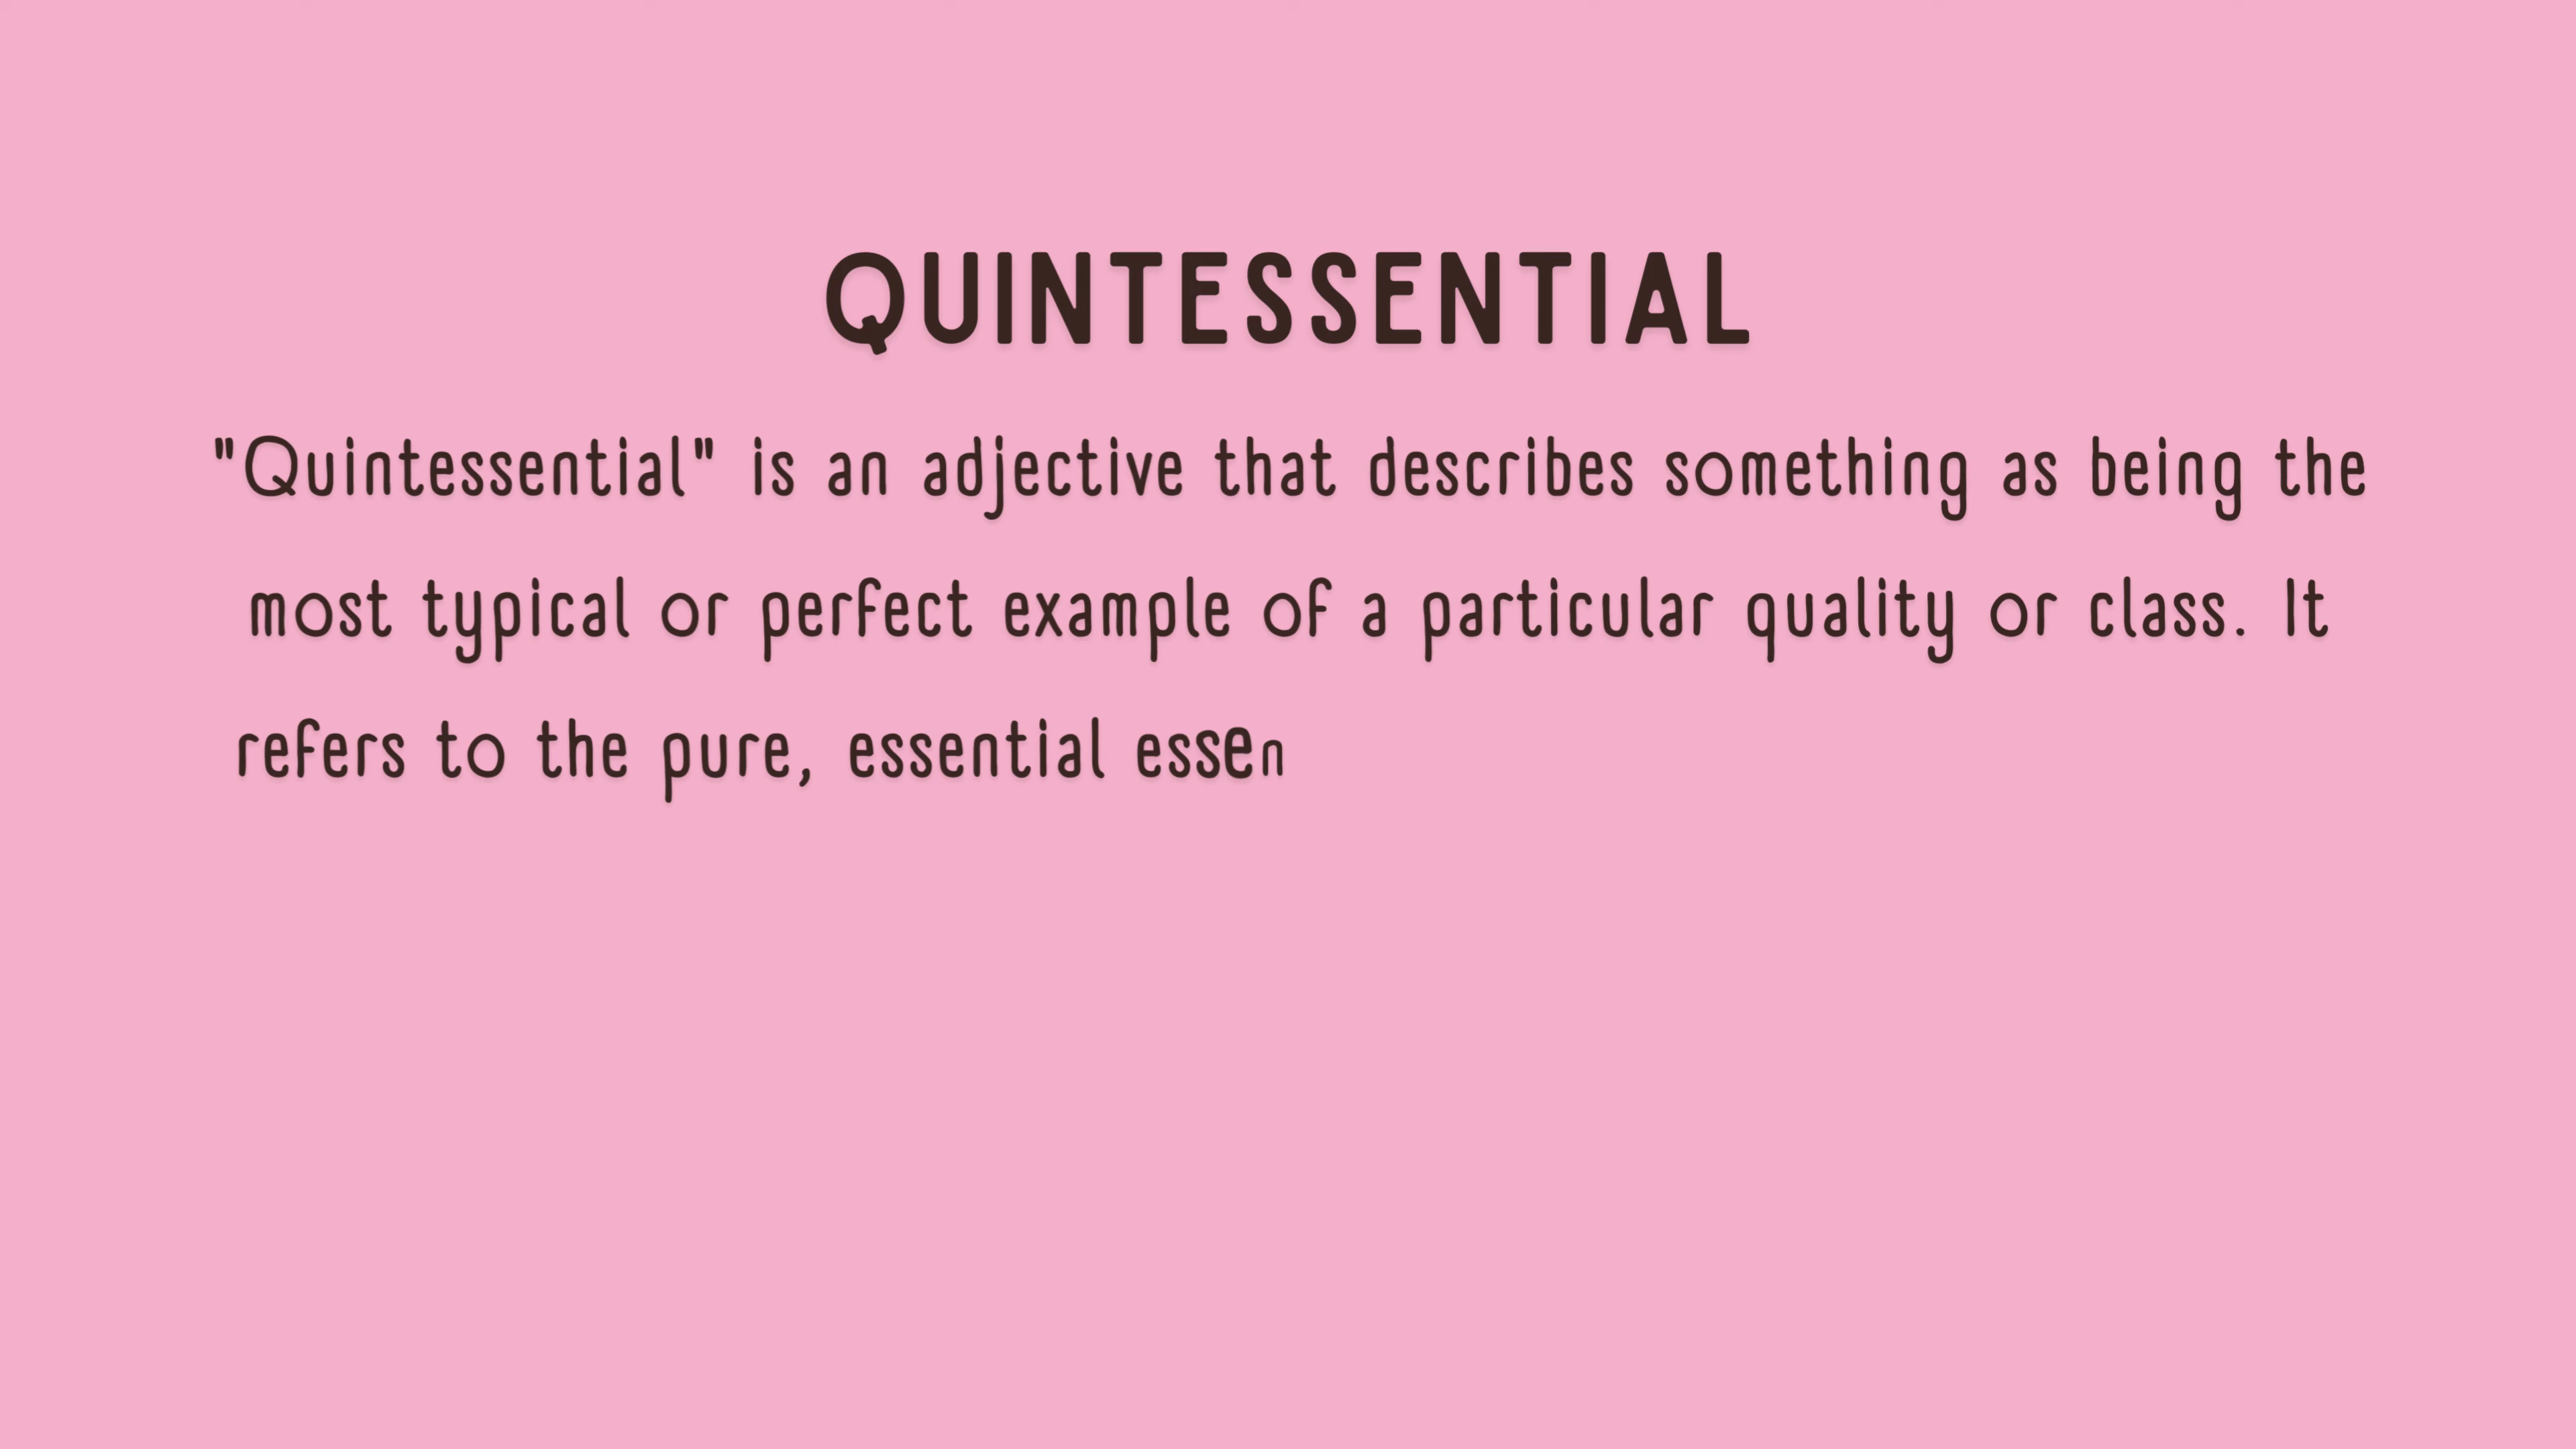 QUINTESSENTIAL
"Quintessential" is an adjective that describes something as being the
most typical or perfect example of a particular quality or class. It
refers to the pure, essential essen